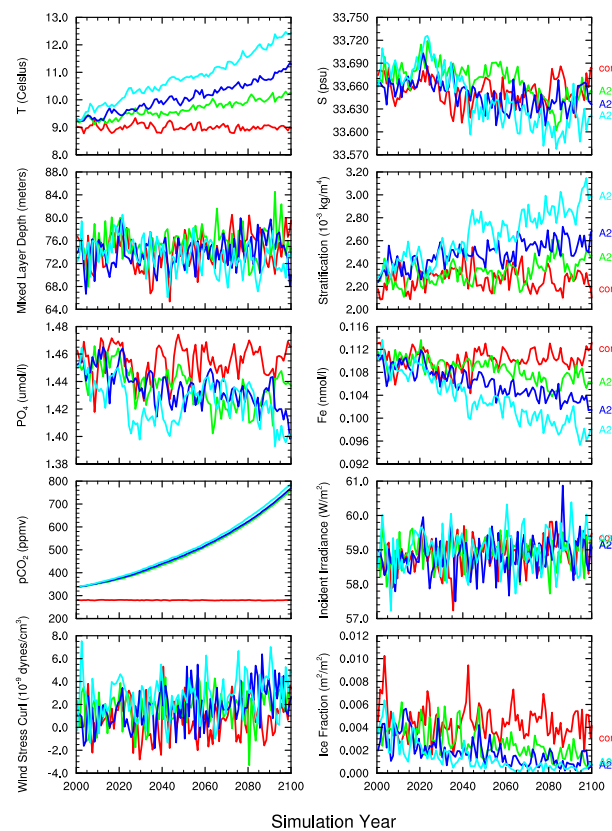 T (Celsius)
13.0
12.0
11.0
10.0
9.0
8.0
S (psu)
33.750
33.720
33.690
33.660
33.630
33.600
33.570
con
A2
A2
A2
Mixed Layer Depth (meters)
88.0
84.0
80.0
76.0
72.0
68.0
64.0
Stratification (10⁻³ kg/m⁴)
3.20
3.00
2.80
2.60
2.40
2.20
2.00
A2
A2
A2
con
PO₄ (umol/l)
1.48
1.46
1.44
1.42
1.40
1.38
Fe (nmol/l)
0.116
0.112
0.108
0.104
0.100
0.096
0.092
con
A2
A2
A2
pCO₂ (ppmv)
800
700
600
500
400
300
200
Incident Irradiance (W/m²)
61.0
60.0
59.0
58.0
57.0
A2
Wind Stress Curl (10⁻⁹ dynes/cm³)
8.0
6.0
4.0
2.0
0.0
-2.0
-4.0
2000 2020 2040 2060 2080 2100
Ice Fraction (m²/m²)
0.012
0.010
0.008
0.006
0.004
0.002
0.000
con
2000 2020 2040 2060 2080 2100
Simulation Year